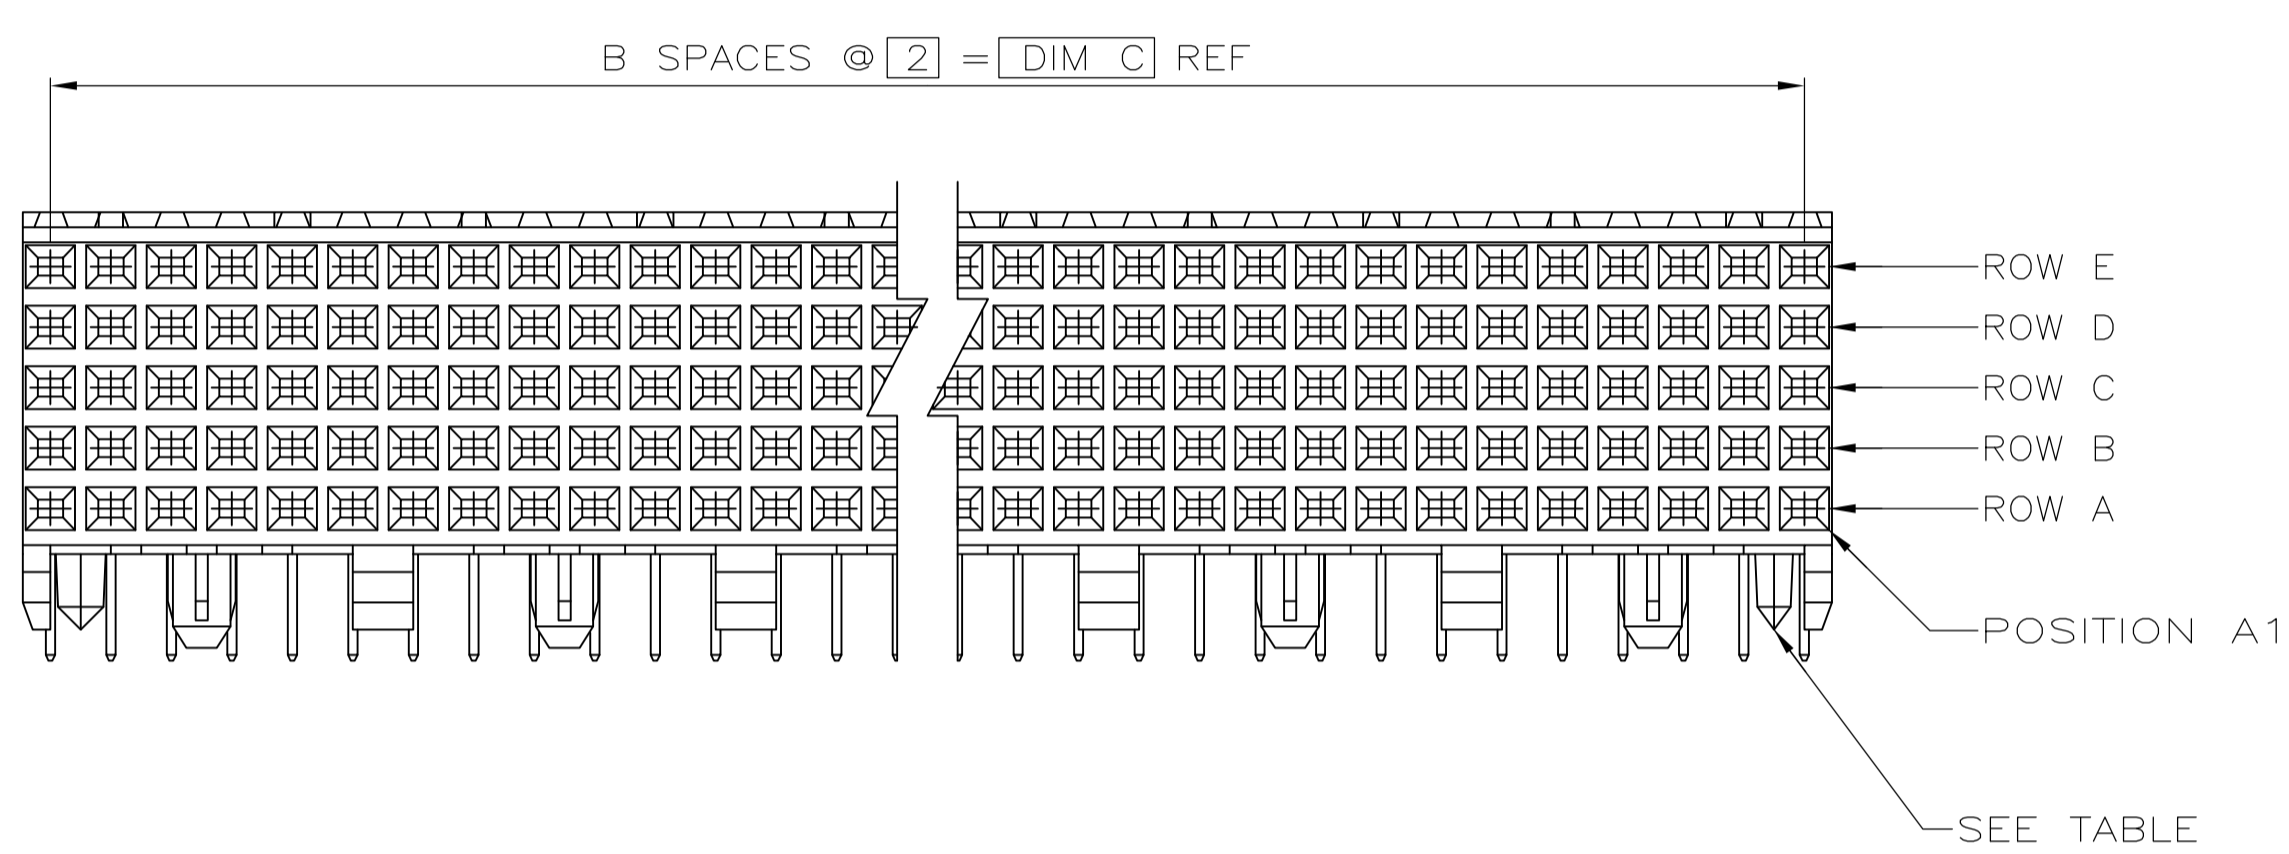 B SPACES @ 2 = DIM C REF
ROW E
ROW D
ROW C
ROW B
ROW A
POSITION A1
SEE TABLE